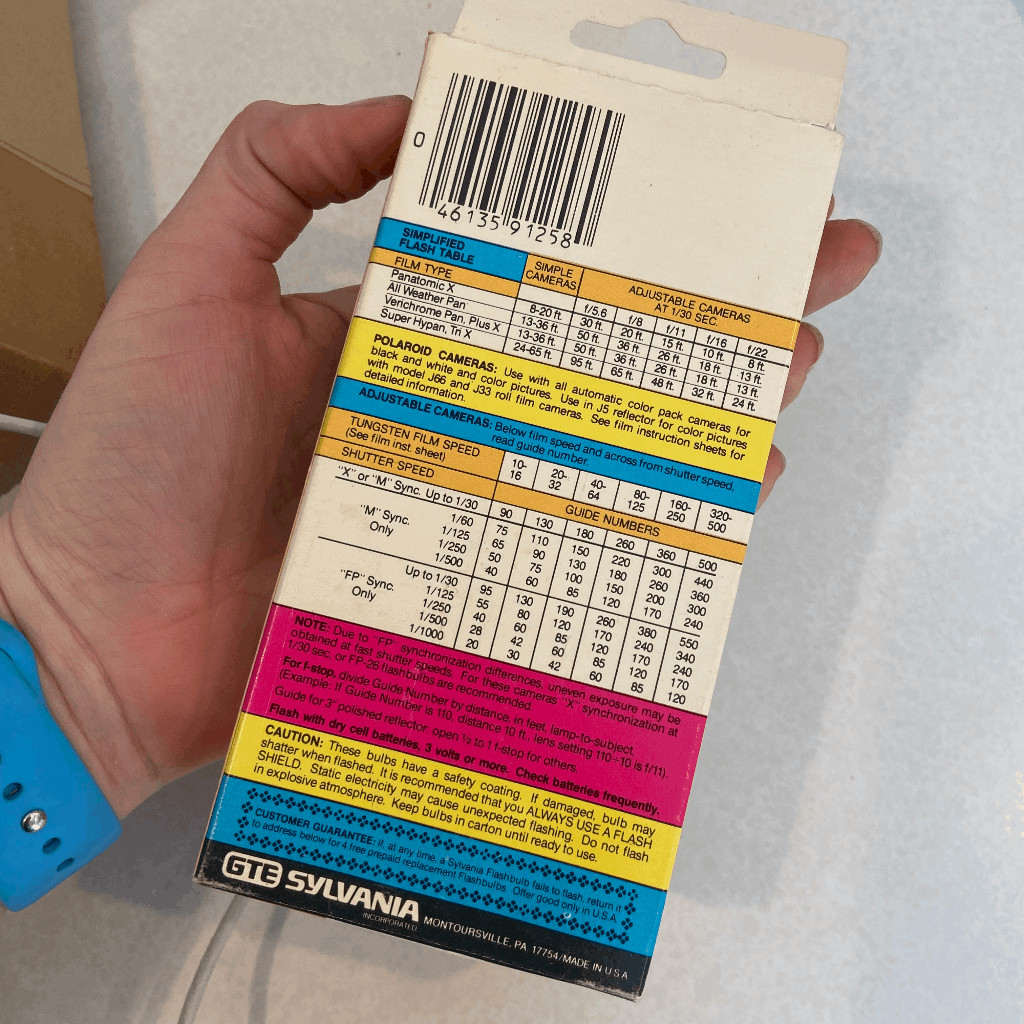 0
46135 91258
SIMPLIFIED
FLASH TABLE
SIMPLE
CAMERAS
ADJUSTABLE CAMERAS
AT 1/30 SEC.
FILM TYPE
f/5.6 f/8 f/11 f/16 f/22
Panatomic X 8-20 ft. 30 ft. 20 ft. 15 ft. 10 ft. 8 ft.
All Weather Pan 13-36 ft. 50 ft. 36 ft. 26 ft. 18 ft. 13 ft.
Verichrome Pan, Plus X 13-36 ft. 50 ft. 36 ft. 26 ft. 18 ft. 13 ft.
Super Hypan, Tri X 24-65 ft. 95 ft. 65 ft. 48 ft. 32 ft. 24 ft.
POLAROID CAMERAS: Use with all automatic color pack cameras for
black and white and color pictures. Use in J5 reflector for color pictures
with model J66 and J33 roll film cameras. See film instruction sheets for
detailed information.
ADJUSTABLE CAMERAS: Below film speed and across from shutter speed,
read guide number.
TUNGSTEN FILM SPEED
(See film inst. sheet)
10-16 20-32 40-64 80-125 160-250 320-500
SHUTTER SPEED
GUIDE NUMBERS
"X" or "M" Sync. Up to 1/30 90 130 180 260 360 500
"M" Sync.
Only
1/60 75 110 150 220 300 440
1/125 65 90 130 180 260 360
1/250 50 75 100 150 200 300
1/500 40 60 85 120 170 240
"FP" Sync.
Only
Up to 1/30 95 130 190 260 380 550
1/125 55 80 120 170 240 340
1/250 40 60 85 120 170 240
1/500 28 42 60 85 120 170
1/1000 20 30 42 60 85 120
NOTE: Due to "FP" synchronization differences, uneven exposure may be
obtained at fast shutter speeds. For these cameras "X" synchronization at
1/30 sec. or FP-26 flashbulbs are recommended.
For f-stop, divide Guide Number by distance, in feet, lamp-to-subject.
(Example: If Guide Number is 110, distance 10 ft., lens setting 110÷10 is f/11).
Guide for 3" polished reflector: open ½ to 1 f-stop for others.
Flash with dry cell batteries, 3 volts or more. Check batteries frequently.
CAUTION: These bulbs have a safety coating. If damaged, bulb may
shatter when flashed. It is recommended that you ALWAYS USE A FLASH
SHIELD. Static electricity may cause unexpected flashing. Do not flash
in explosive atmosphere. Keep bulbs in carton until ready to use.
CUSTOMER GUARANTEE: If, at any time, a Sylvania Flashbulb fails to flash, return it
to address below for 4 free prepaid replacement Flashbulbs. Offer good only in U.S.A.
GTE SYLVANIA
INCORPORATED
MONTOURSVILLE, PA 17754/MADE IN U.S.A